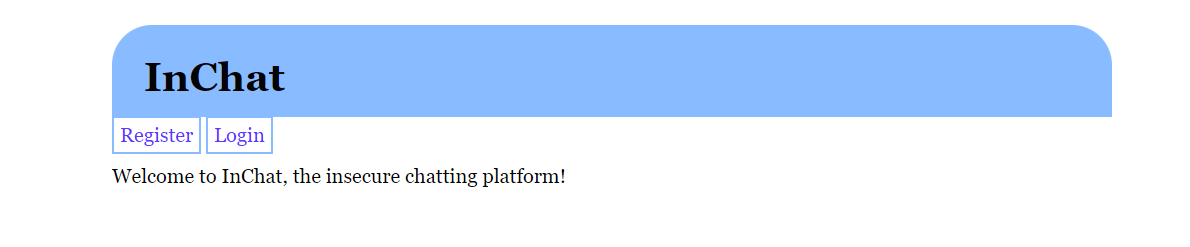 InChat
Register Login
Welcome to InChat, the insecure chatting platform!